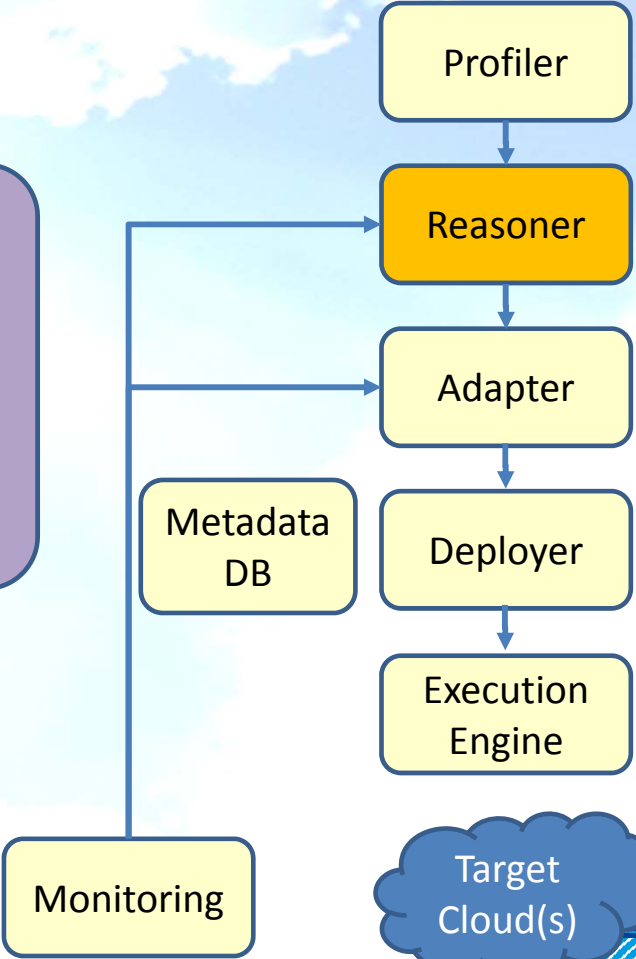 Profiler
Reasoner
Adapter
Metadata
DB
Deployer
Execution
Engine
Monitoring
Target
Cloud(s)